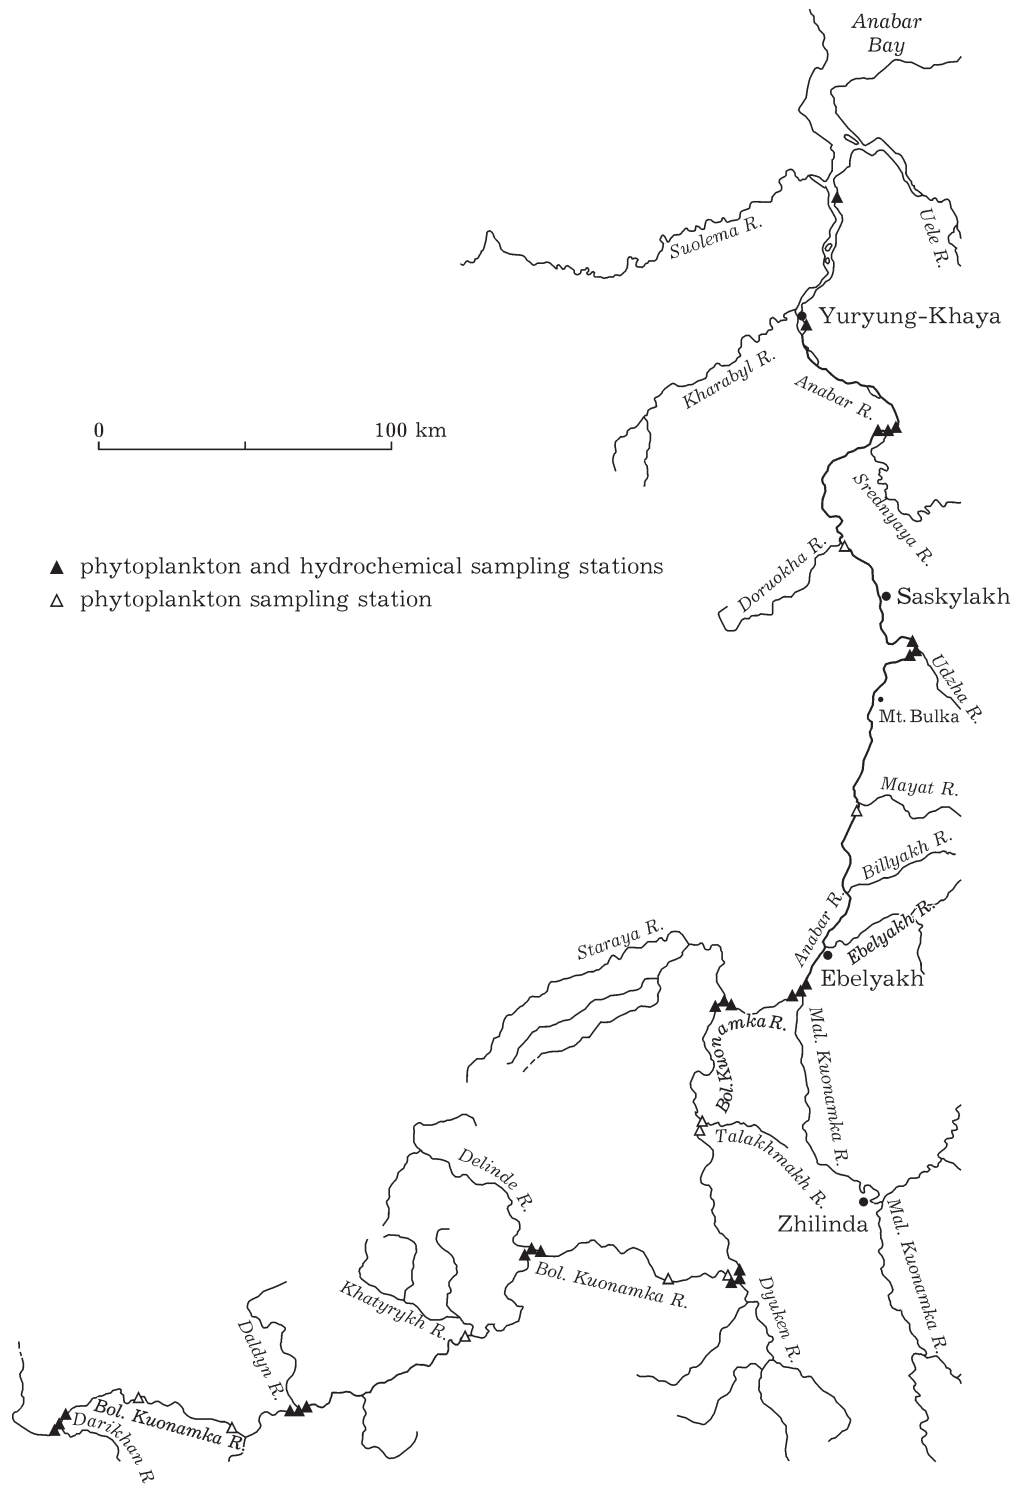 Anabar
Bay
Uele R.
Suolema R.
Yuryung-Khaya
Kharabyl R.
Anabar R.
0 100 km
Srednyaya R.
Doruokha R.
phytoplankton and hydrochemical sampling stations
phytoplankton sampling station
Saskylakh
Udzha R.
Mt. Bulka
Mayat R.
Billyakh R.
Anabar R.
Ebelyakh R.
Staraya R.
Ebelyakh
Bol. Kuonamka R.
Mal. Kuonamka R.
Talakhmakh R.
Delinde R.
Zhilinda
Mal. Kuonamka R.
Bol. Kuonamka R.
Dyuken R.
Khatyrykh R.
Daldyn R.
Bol. Kuonamka R.
Darikhan R